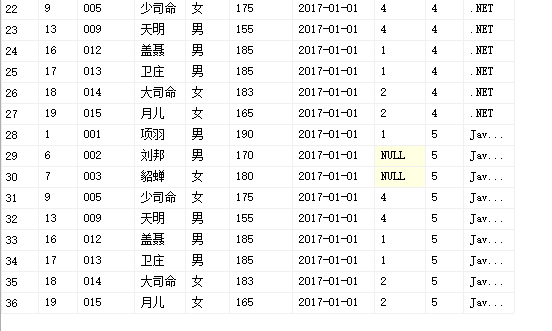 22 9 005 少司命 女 175 2017-01-01 4 4 .NET
23 13 009 天明 男 155 2017-01-01 4 4 .NET
24 16 012 盖聂 男 185 2017-01-01 1 4 .NET
25 17 013 卫庄 男 185 2017-01-01 1 4 .NET
26 18 014 大司命 女 183 2017-01-01 2 4 .NET
27 19 015 月儿 女 165 2017-01-01 2 4 .NET
28 1 001 项羽 男 190 2017-01-01 1 5 Jav...
29 6 002 刘邦 男 170 2017-01-01 NULL 5 Jav...
30 7 003 貂蝉 女 180 2017-01-01 NULL 5 Jav...
31 9 005 少司命 女 175 2017-01-01 4 5 Jav...
32 13 009 天明 男 155 2017-01-01 4 5 Jav...
33 16 012 盖聂 男 185 2017-01-01 1 5 Jav...
34 17 013 卫庄 男 185 2017-01-01 1 5 Jav...
35 18 014 大司命 女 183 2017-01-01 2 5 Jav...
36 19 015 月儿 女 165 2017-01-01 2 5 Jav...